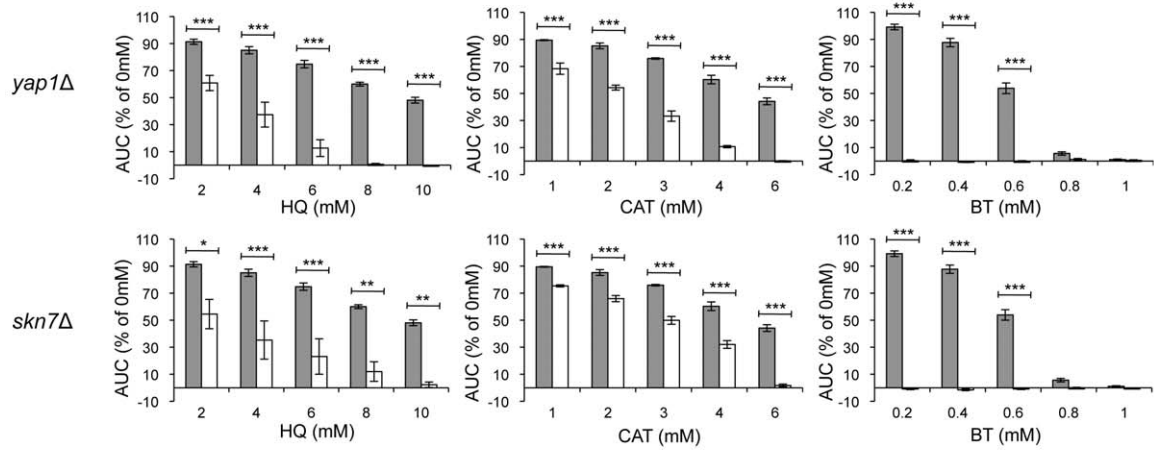 yap1Δ
AUC (% of 0mM)
110
90
70
50
30
10
-10
*** *** *** *** ***
2 4 6 8 10
HQ (mM)
AUC (% of 0mM)
110
90
70
50
30
10
-10
*** *** *** *** ***
1 2 3 4 6
CAT (mM)
AUC (% of 0mM)
110
90
70
50
30
10
-10
*** *** ***
0.2 0.4 0.6 0.8 1
BT (mM)
skn7Δ
AUC (% of 0mM)
110
90
70
50
30
10
-10
* *** *** ** **
2 4 6 8 10
HQ (mM)
AUC (% of 0mM)
110
90
70
50
30
10
-10
*** *** *** *** ***
1 2 3 4 6
CAT (mM)
AUC (% of 0mM)
110
90
70
50
30
10
-10
*** *** ***
0.2 0.4 0.6 0.8 1
BT (mM)